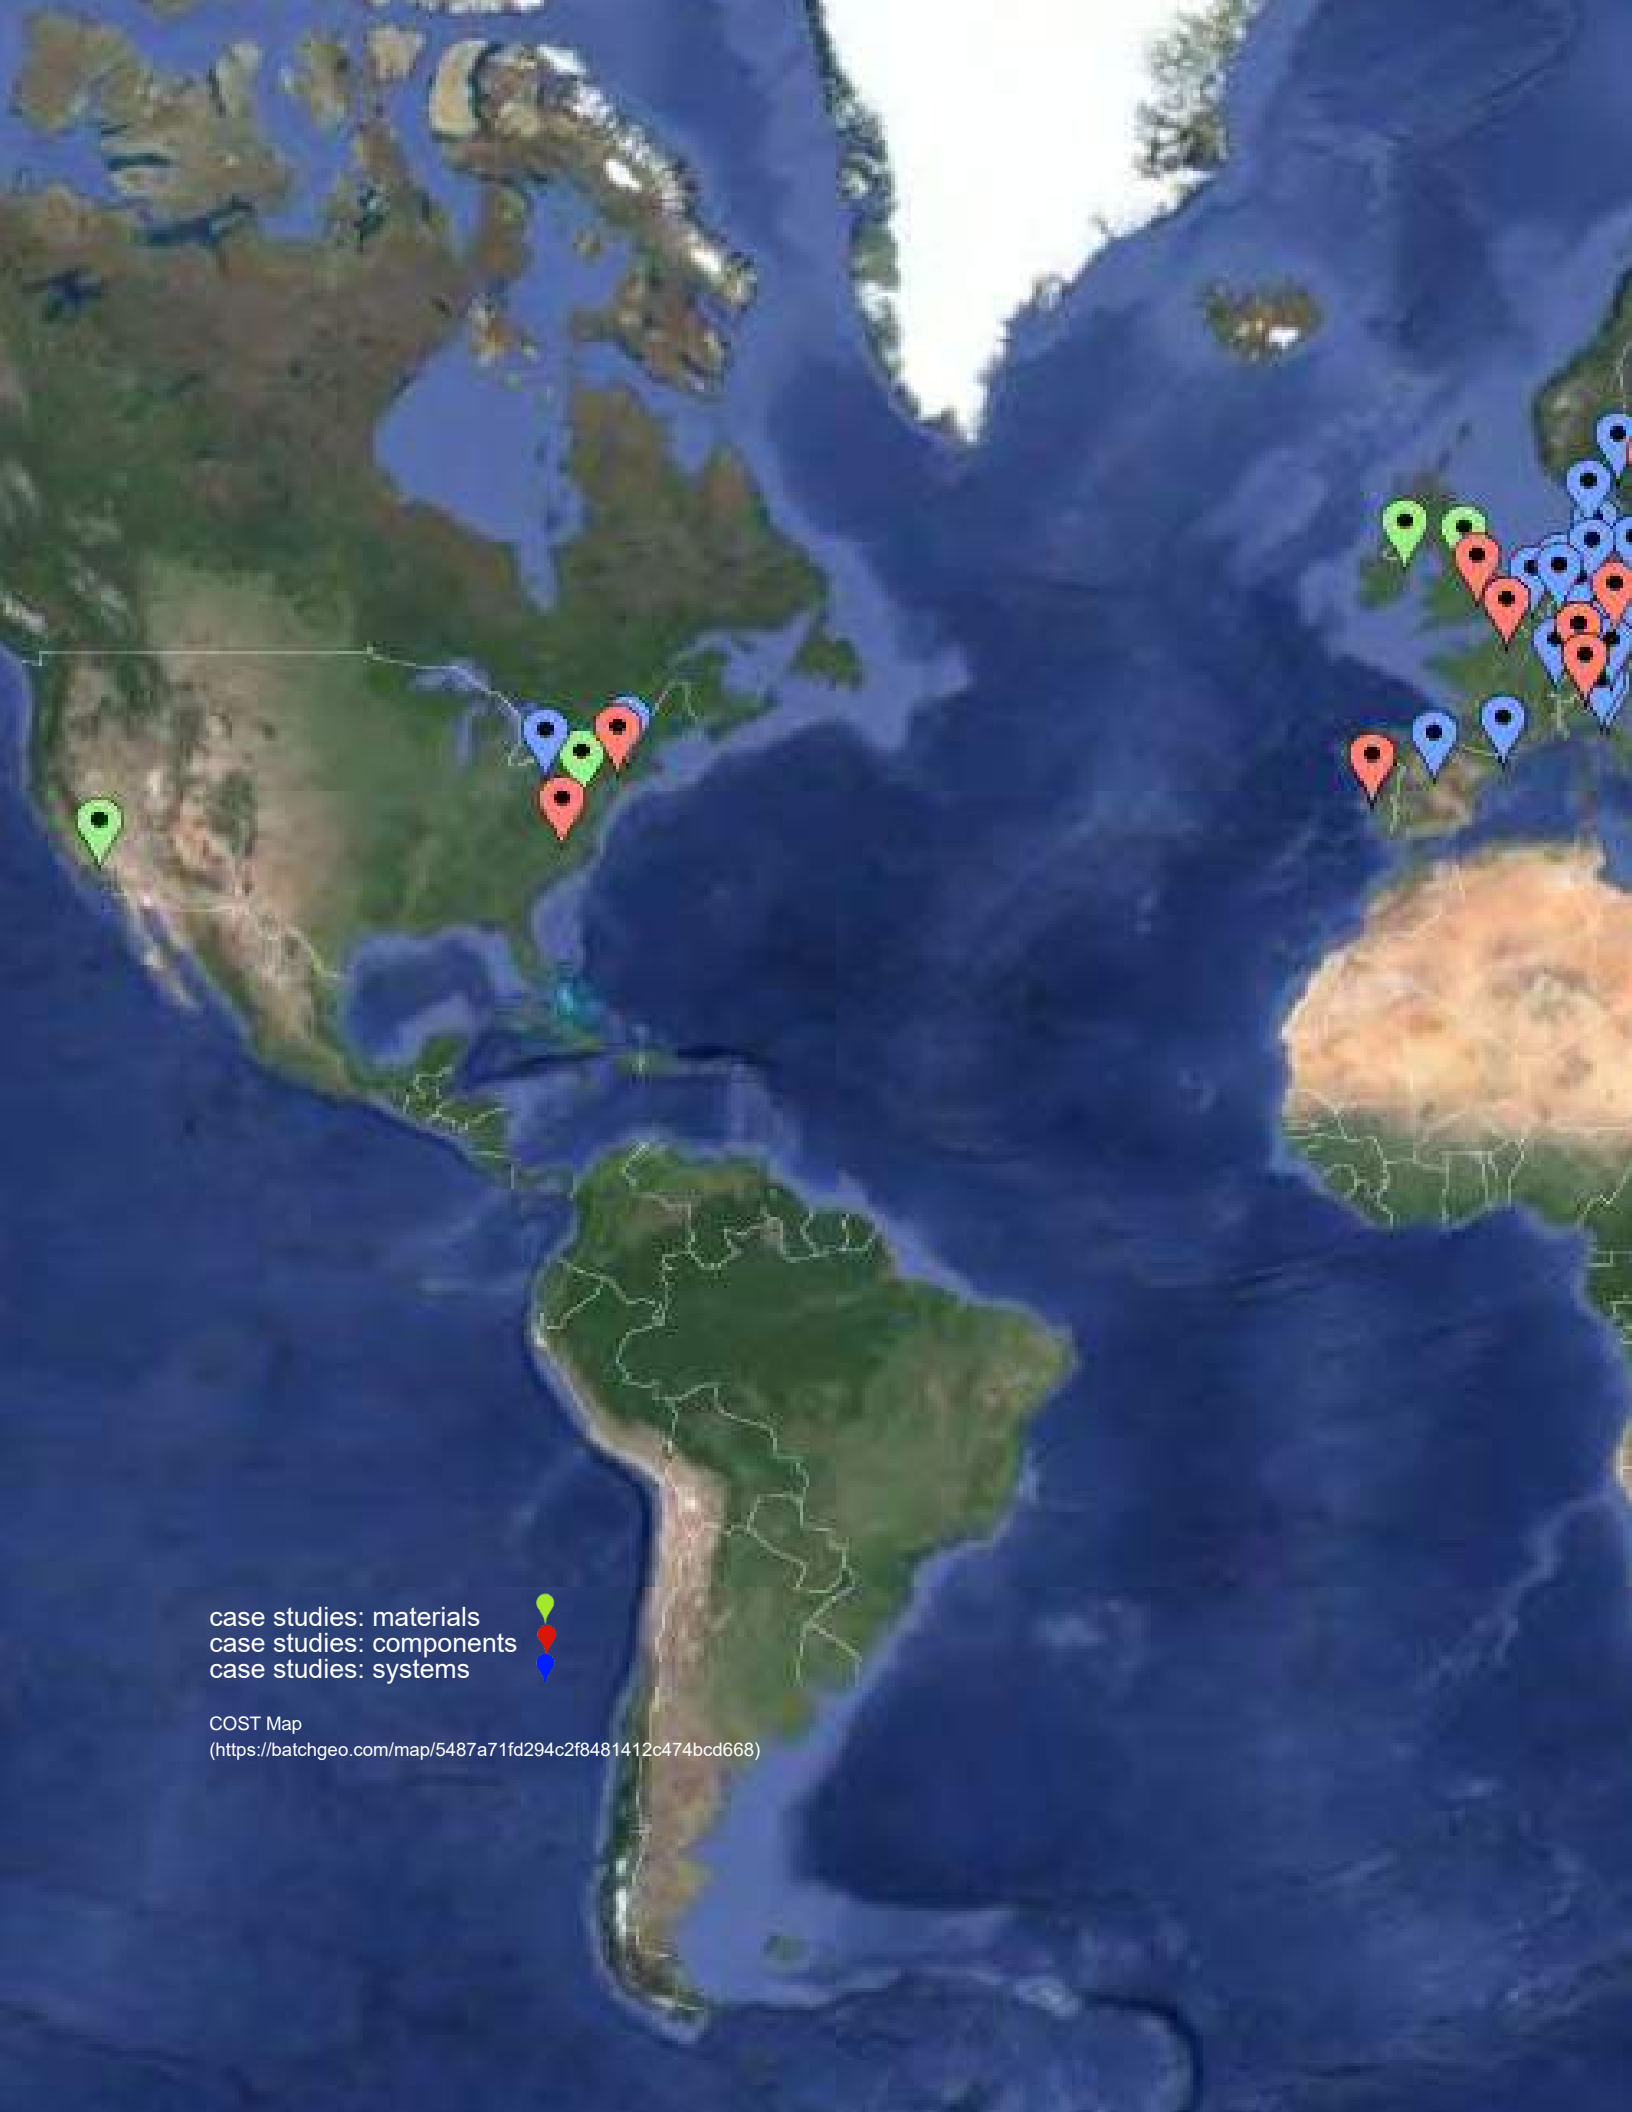 case studies: materials
case studies: components
case studies: systems
COST Map
(https://batchgeo.com/map/5487a71fd294c2f8481412c474bcd668)